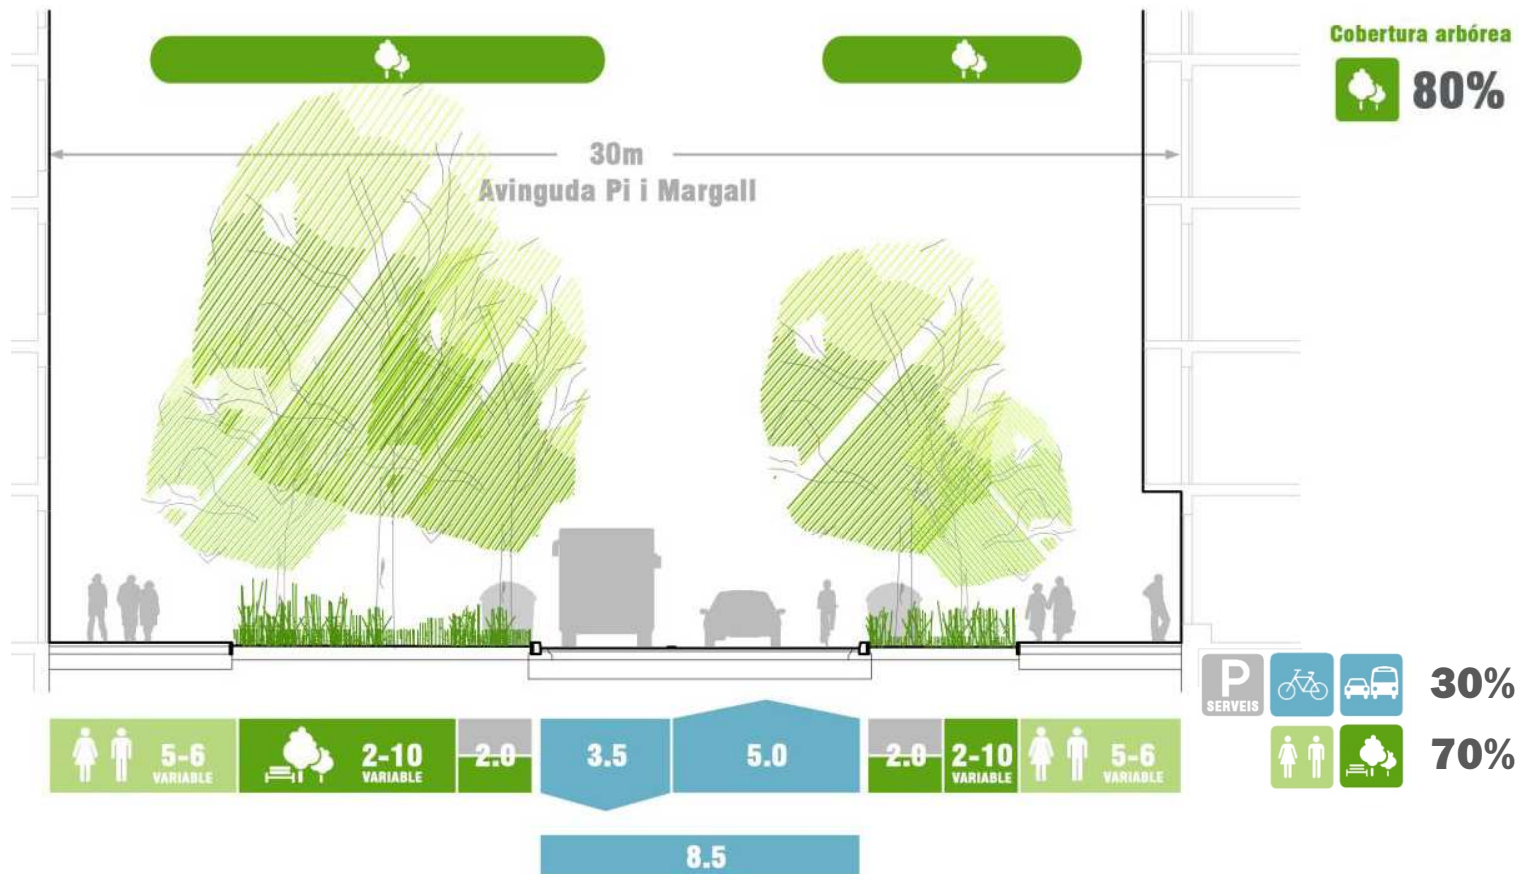 Cobertura arbórea
80%
30m
Avinguda Pi i Margall
P
SERVEIS
30%
70%
5-6
VARIABLE
2-10
VARIABLE
2.0
3.5
5.0
2.0
2-10
VARIABLE
5-6
VARIABLE
8.5